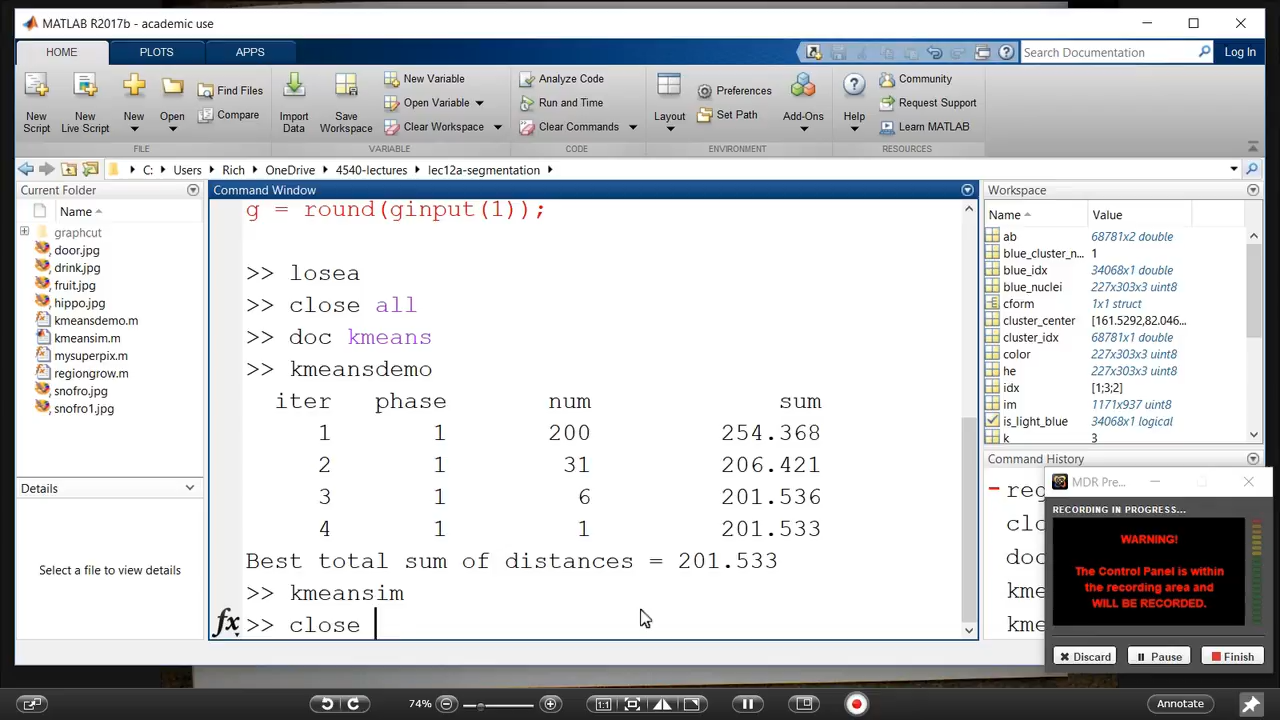 MATLAB R2017b - academic use
HOME PLOTS APPS
Search Documentation Log In
New Script
New Live Script
New
Open
Find Files
Compare
Import Data
Save Workspace
New Variable
Open Variable
Clear Workspace
Analyze Code
Run and Time
Clear Commands
Layout
Preferences
Set Path
Add-Ons
Help
Community
Request Support
Learn MATLAB
FILE VARIABLE CODE ENVIRONMENT RESOURCES
C: Users Rich OneDrive 4540-lectures lec12a-segmentation
Current Folder
Name
graphcut
door.jpg
drink.jpg
fruit.jpg
hippo.jpg
kmeansdemo.m
kmeansim.m
mysuperpix.m
regiongrow.m
snofro.jpg
snofro1.jpg
Details
Select a file to view details
Command Window
g = round(ginput(1));
>> losea
>> close all
>> doc kmeans
>> kmeansdemo
iter phase num sum
1 1 200 254.368
2 1 31 206.421
3 1 6 201.536
4 1 1 201.533
Best total sum of distances = 201.533
>> kmeansim
fx >> close
Workspace
Name Value
ab 68781x2 double
blue_cluster_n... 1
blue_idx 34068x1 double
blue_nuclei 227x303x3 uint8
cform 1x1 struct
cluster_center [161.5292,82.046...
cluster_idx 68781x1 double
color 227x303x3 uint8
he 227x303x3 uint8
idx [1;3;2]
im 1171x937 uint8
is_light_blue 34068x1 logical
k 3
Command History
reg
clo
doc
kme
kme
MDR Pre...
RECORDING IN PROGRESS...
WARNING!
The Control Panel is within
the recording area and
WILL BE RECORDED.
Discard Pause Finish
74% 1:1 Annotate